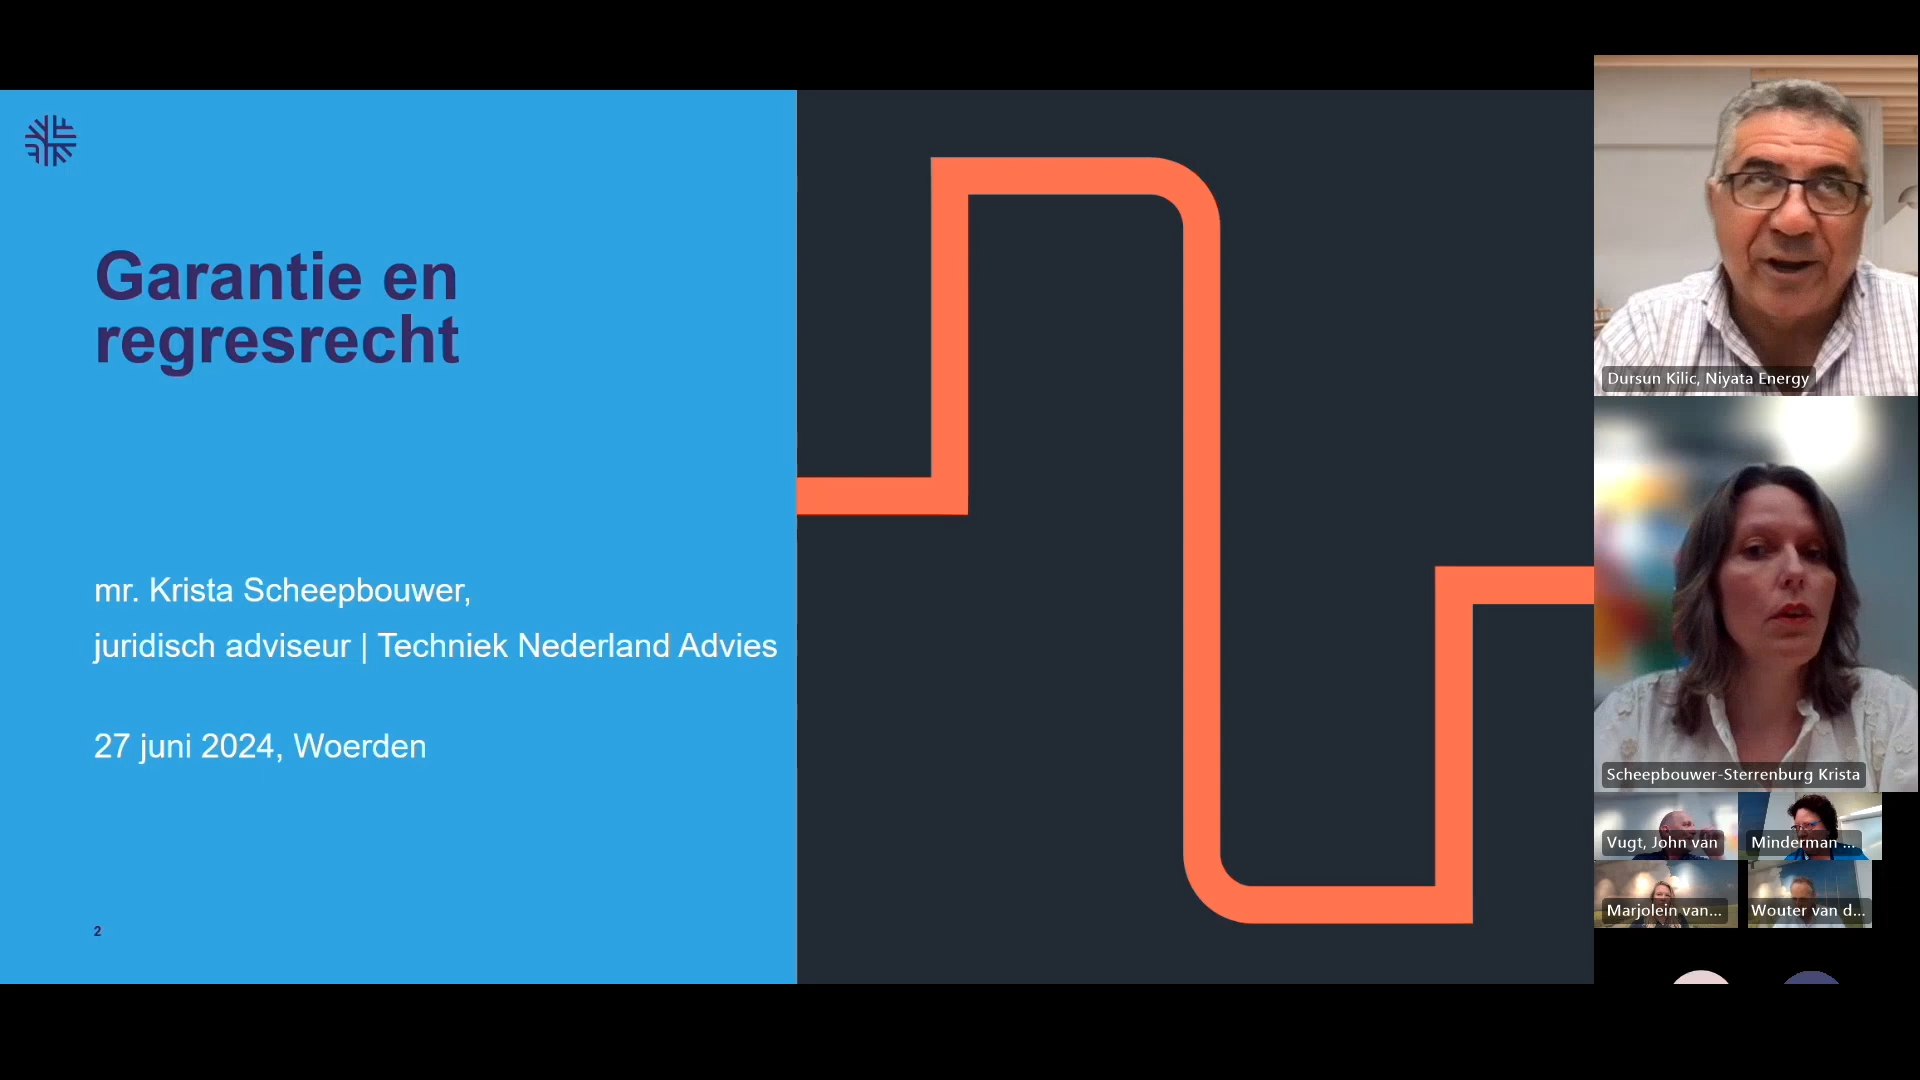 Garantie en
regresrecht
mr. Krista Scheepbouwer,
juridisch adviseur | Techniek Nederland Advies
27 juni 2024, Woerden
2
Dursun Kilic, Niyata Energy
Scheepbouwer-Sterrenburg Krista
Vugt, John van
Minderman ...
Marjolein van...
Wouter van d...